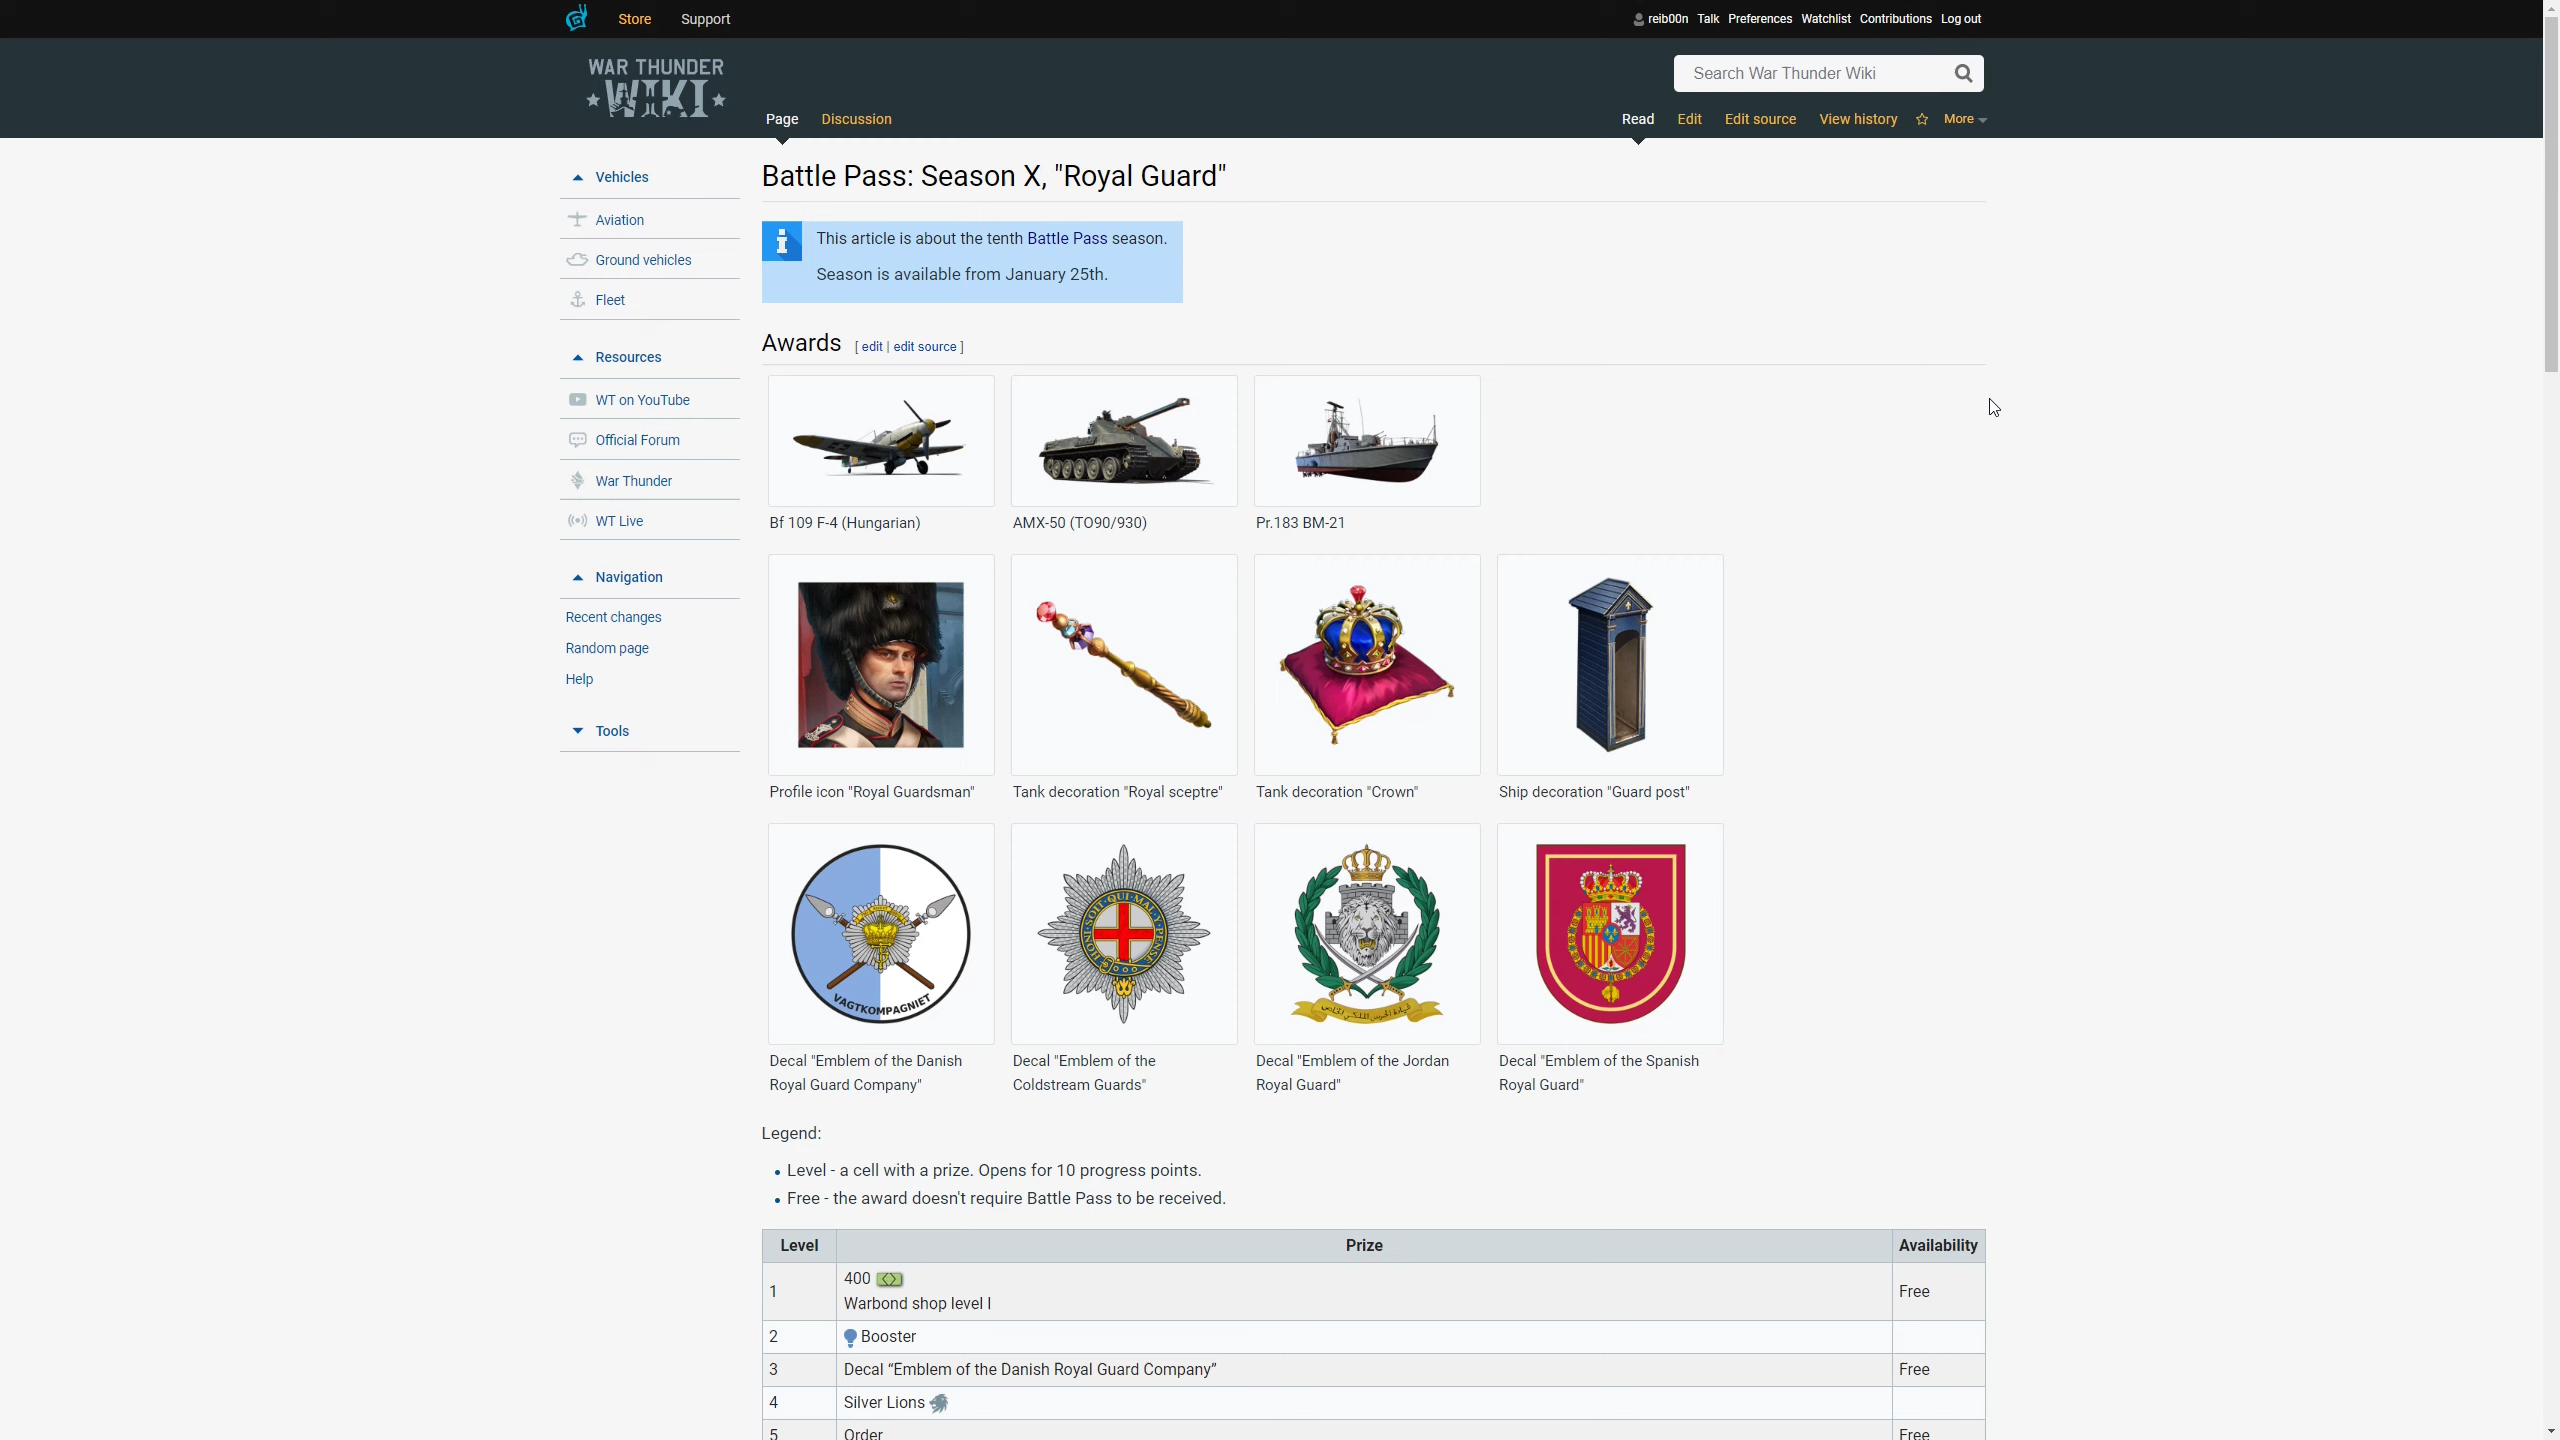 Store
Support
reib00n
Talk
Preferences
Watchlist
Contributions
Log out
WAR THUNDER
WIKI
Search War Thunder Wiki
Page
Discussion
Read
Edit
Edit source
View history
More
Vehicles
Aviation
Ground vehicles
Fleet
Resources
WT on YouTube
Official Forum
War Thunder
WT Live
Navigation
Recent changes
Random page
Help
Tools
Battle Pass: Season X, "Royal Guard"
This article is about the tenth Battle Pass season.
Season is available from January 25th.
Awards [ edit | edit source ]
Bf 109 F-4 (Hungarian)
AMX-50 (TO90/930)
Pr.183 BM-21
Profile icon "Royal Guardsman"
Tank decoration "Royal sceptre"
Tank decoration "Crown"
Ship decoration "Guard post"
VAGTKOMPAGNIET
HONI·SOIT·QUI·MAL·Y·PENSE
Decal "Emblem of the Danish
Royal Guard Company"
Decal "Emblem of the
Coldstream Guards"
Decal "Emblem of the Jordan
Royal Guard"
Decal "Emblem of the Spanish
Royal Guard"
Legend:
Level - a cell with a prize. Opens for 10 progress points.
Free - the award doesn't require Battle Pass to be received.
Level Prize Availability
1 400 Free
Warbond shop level I
2 Booster
3 Decal “Emblem of the Danish Royal Guard Company” Free
4 Silver Lions
5 Order Free